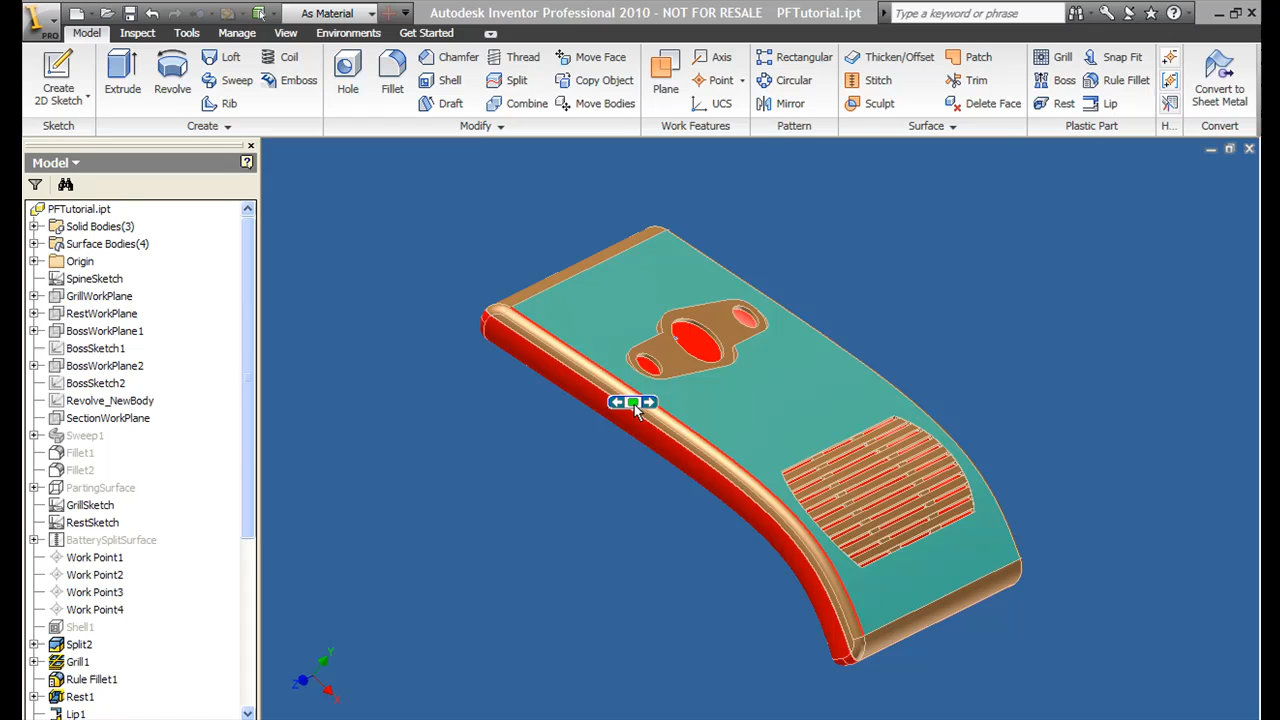 As Material
Autodesk Inventor Professional 2010 - NOT FOR RESALE PFTutorial.ipt
Type a keyword or phrase
PRO
Model Inspect Tools Manage View Environments Get Started
Create 2D Sketch
Sketch
Extrude Revolve Loft Coil
Sweep Emboss
Rib
Create
Hole Fillet Chamfer Thread Move Face
Shell Split Copy Object
Draft Combine Move Bodies
Modify
Plane Axis
Point
UCS
Work Features
Rectangular
Circular
Mirror
Pattern
Thicken/Offset Patch
Stitch Trim
Sculpt Delete Face
Surface
Grill Snap Fit
Boss Rule Fillet
Rest Lip
Plastic Part
H...
Convert to Sheet Metal
Convert
Model
PFTutorial.ipt
Solid Bodies(3)
Surface Bodies(4)
Origin
SpineSketch
GrillWorkPlane
RestWorkPlane
BossWorkPlane1
BossSketch1
BossWorkPlane2
BossSketch2
Revolve_NewBody
SectionWorkPlane
Sweep1
Fillet1
Fillet2
PartingSurface
GrillSketch
RestSketch
BatterySplitSurface
Work Point1
Work Point2
Work Point3
Work Point4
Shell1
Split2
Grill1
Rule Fillet1
Rest1
Lip1
Y
Z
X